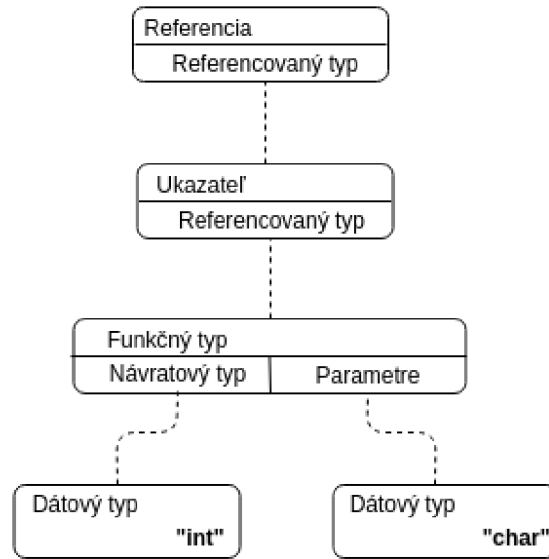 Referencia
Referencovaný typ
Ukazateľ
Referencovaný typ
Funkčný typ
Návratový typ
Parametre
Dátový typ
"int"
Dátový typ
"char"